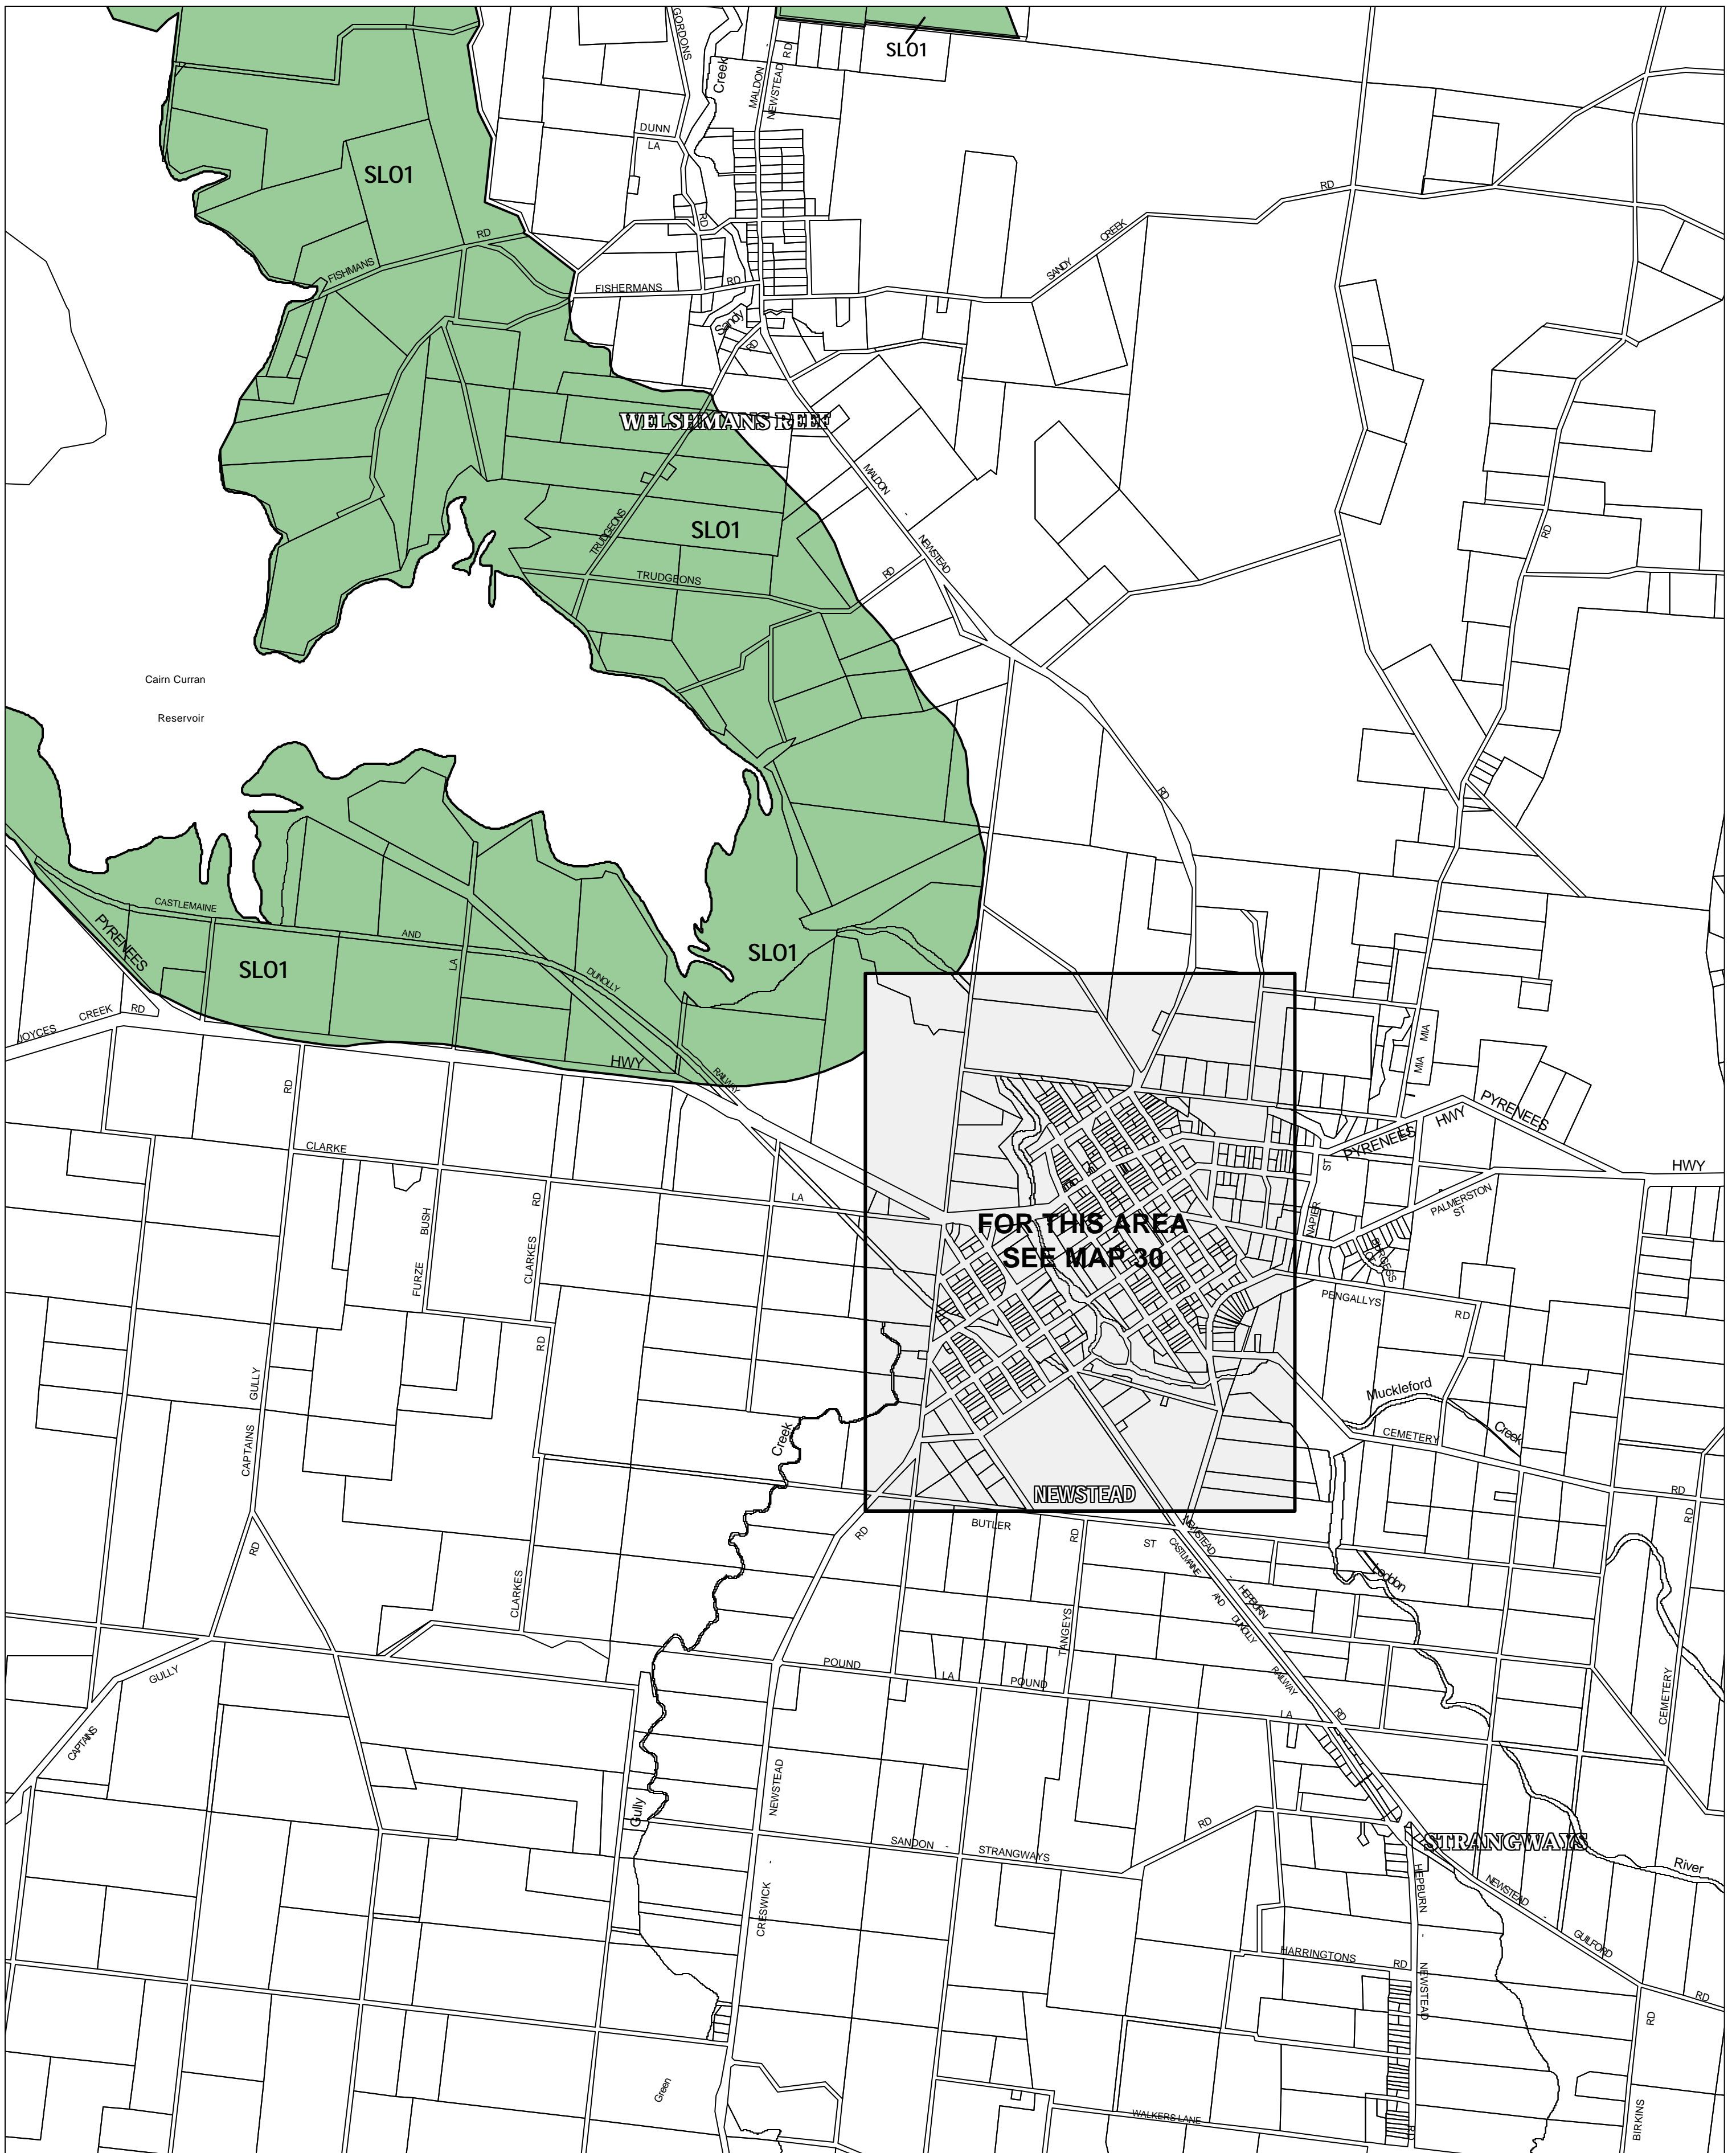 GORDONS
SLO1
Creek
MALDON
-
NEWSTEAD
RD
DUNN
LA
SLO1
RD
RD
CREEK
SANDY
RD
FISHMANS
FISHERMANS
RD
RD
Sandy
RD
WELSHMANS REEF
MALDON
-
NEWSTEAD
SLO1
TRUDGEONS
TRUDGEONS
RD
RD
Cairn Curran
Reservoir
RD
CASTLEMAINE
AND
DUNOLLY
RAILWAY
PYRENEES
HWY
LA
SLO1
SLO1
JOYCES
CREEK
RD
RD
MIA
MIA
PYRENEES
HWY
PYRENEES
HWY
ST
NAPIER
PALMERSTON
ST
BURGESS
CT
CLARKE
LA
FOR THIS AREA
SEE MAP 30
BUSH
FURZE
RD
CLARKES
RD
PENGALLYS
RD
GULLY
CAPTAINS
Muckleford
Creek
CEMETERY
RD
RD
Creek
NEWSTEAD
RD
BUTLER
RD
ST
NEWSTEAD
-
HEPBURN
CASTLMAINE
AND
DUNOLLY
RAILWAY
RD
Loddon
RD
CLARKES
TANGEYS
CEMETERY
GULLY
CAPTAINS
POUND
LA
POUND
LA
NEWSTEAD
-
CRESWICK
Gully
SANDON -
STRANGWAYS
RD
STRANGWAYS
River
HEPBURN
-
NEWSTEAD
RD
NEWSTEAD
-
GUILFORD
RD
HARRINGTONS
RD
RD
BIRKINS
Green
WALKERS LANE